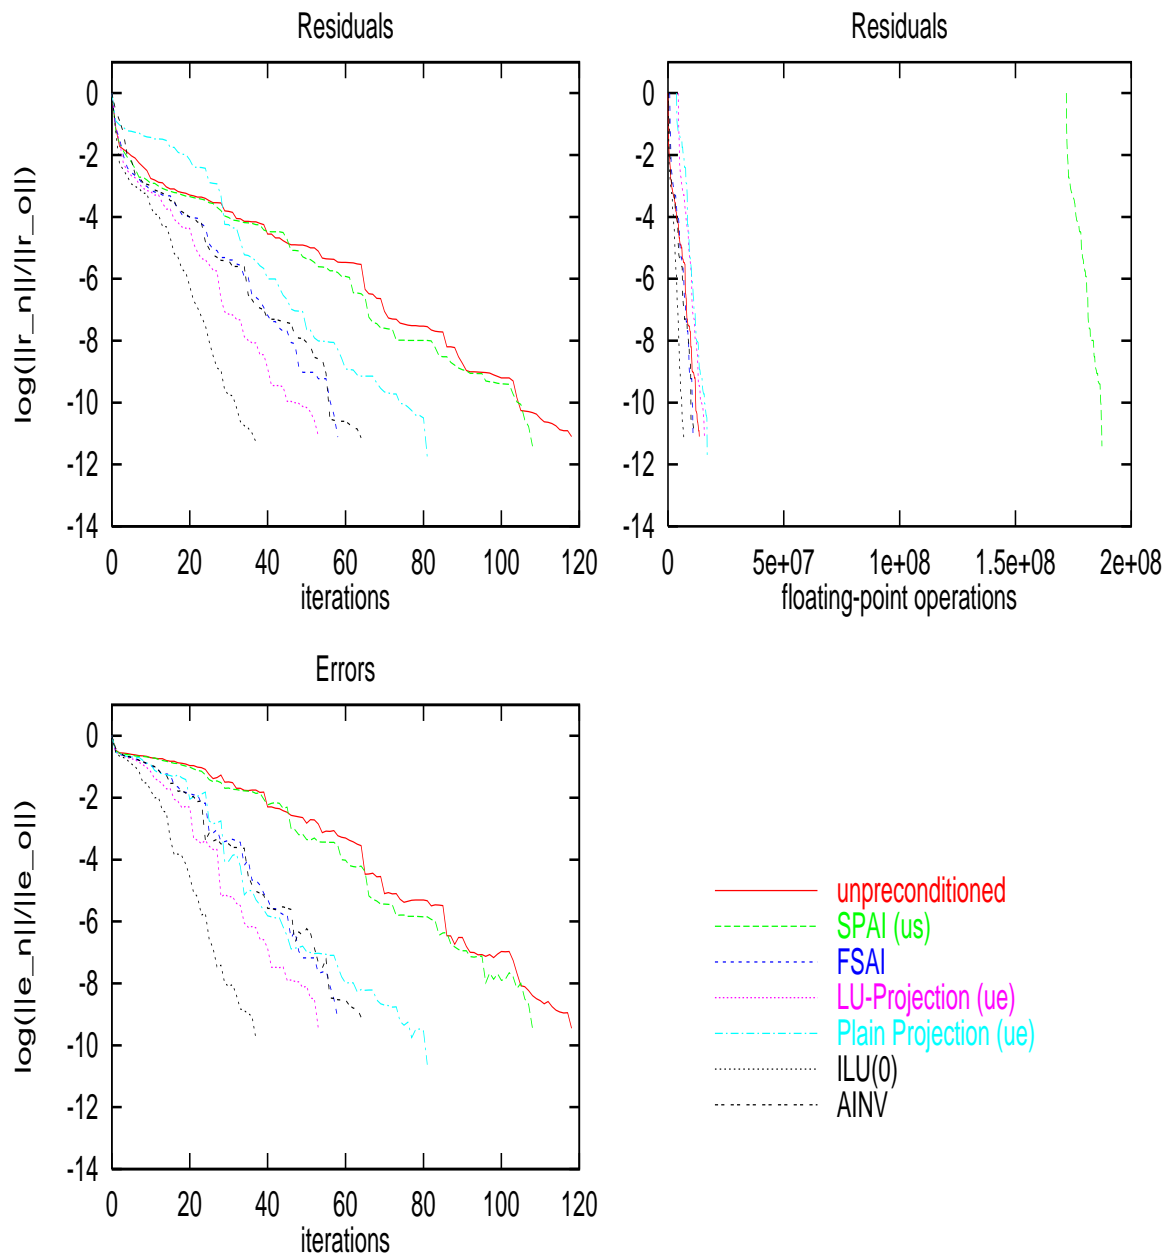 Residuals
log(||r_n||/||r_o||)
0
-2
-4
-6
-8
-10
-12
-14
0 20 40 60 80 100 120
iterations
Residuals
0
-2
-4
-6
-8
-10
-12
-14
0 5e+07 1e+08 1.5e+08 2e+08
floating-point operations
Errors
log(||e_n||/||e_o||)
0
-2
-4
-6
-8
-10
-12
-14
0 20 40 60 80 100 120
iterations
unpreconditioned
SPAI (us)
FSAI
LU-Projection (ue)
Plain Projection (ue)
ILU(0)
AINV